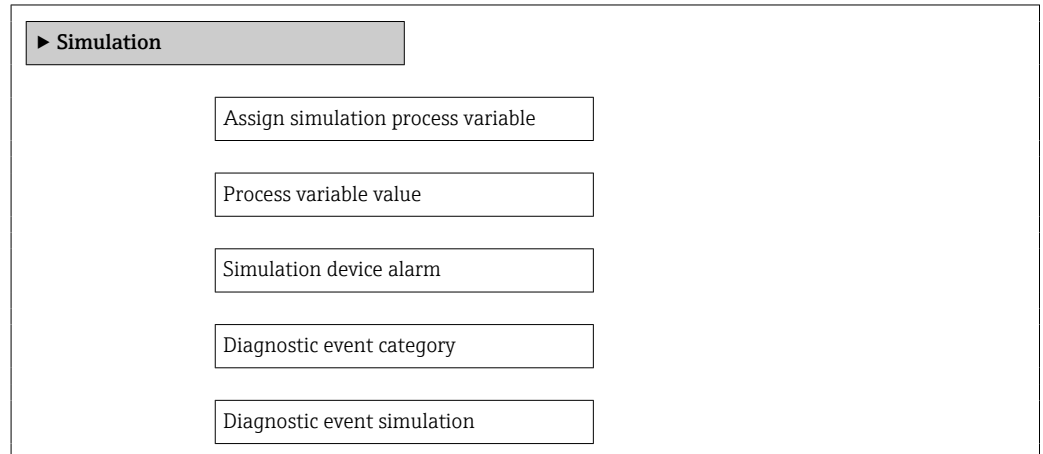 ▶ Simulation
Assign simulation process variable
Process variable value
Simulation device alarm
Diagnostic event category
Diagnostic event simulation